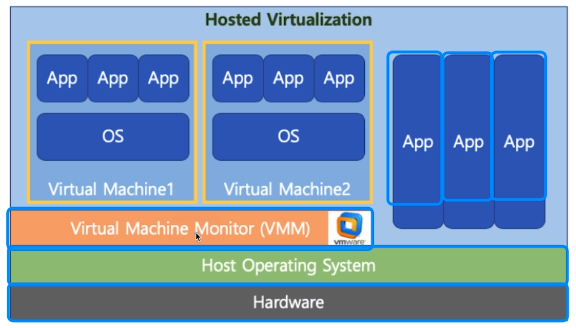 Hosted Virtualization
App App App
OS
Virtual Machine1
App App App
OS
Virtual Machine2
App App App
Virtual Machine Monitor (VMM)
vmware
Host Operating System
Hardware